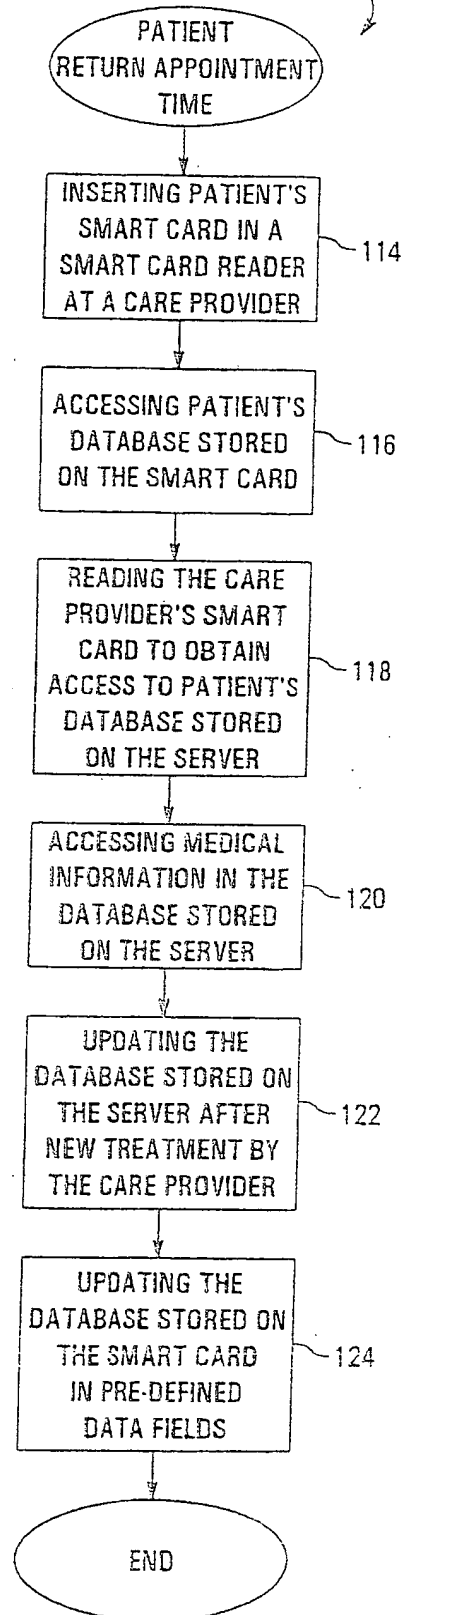 PATIENT
RETURN APPOINTMENT
TIME
INSERTING PATIENT'S
SMART CARD IN A
SMART CARD READER
AT A CARE PROVIDER
114
ACCESSING PATIENT'S
DATABASE STORED
ON THE SMART CARD
116
READING THE CARE
PROVIDER'S SMART
CARD TO OBTAIN
ACCESS TO PATIENT'S
DATABASE STORED
ON THE SERVER
118
ACCESSING MEDICAL
INFORMATION IN THE
DATABASE STORED
ON THE SERVER
120
UPDATING THE
DATABASE STORED ON
THE SERVER AFTER
NEW TREATMENT BY
THE CARE PROVIDER
122
UPDATING THE
DATABASE STORED ON
THE SMART CARD
IN PRE-DEFINED
DATA FIELDS
124
END